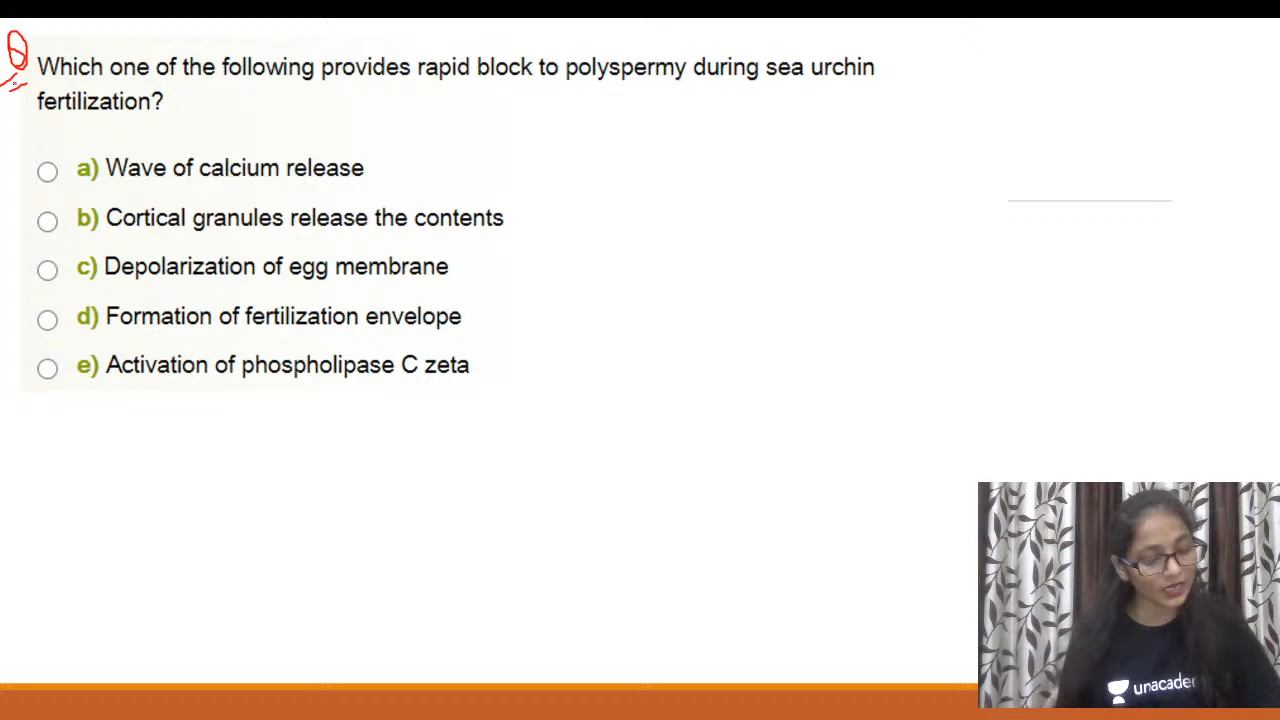 Q
Which one of the following provides rapid block to polyspermy during sea urchin
fertilization?
a) Wave of calcium release
b) Cortical granules release the contents
c) Depolarization of egg membrane
d) Formation of fertilization envelope
e) Activation of phospholipase C zeta
unacade